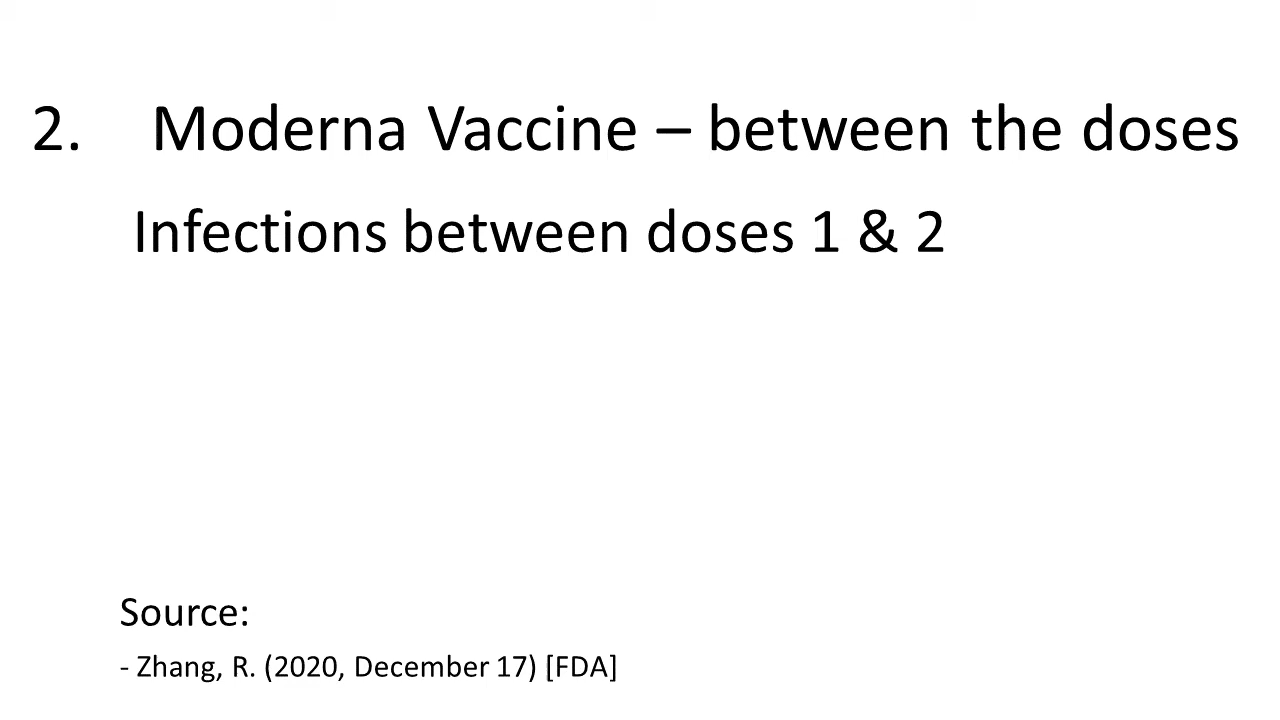 2. Moderna Vaccine – between the doses
Infections between doses 1 & 2
Source:
- Zhang, R. (2020, December 17) [FDA]